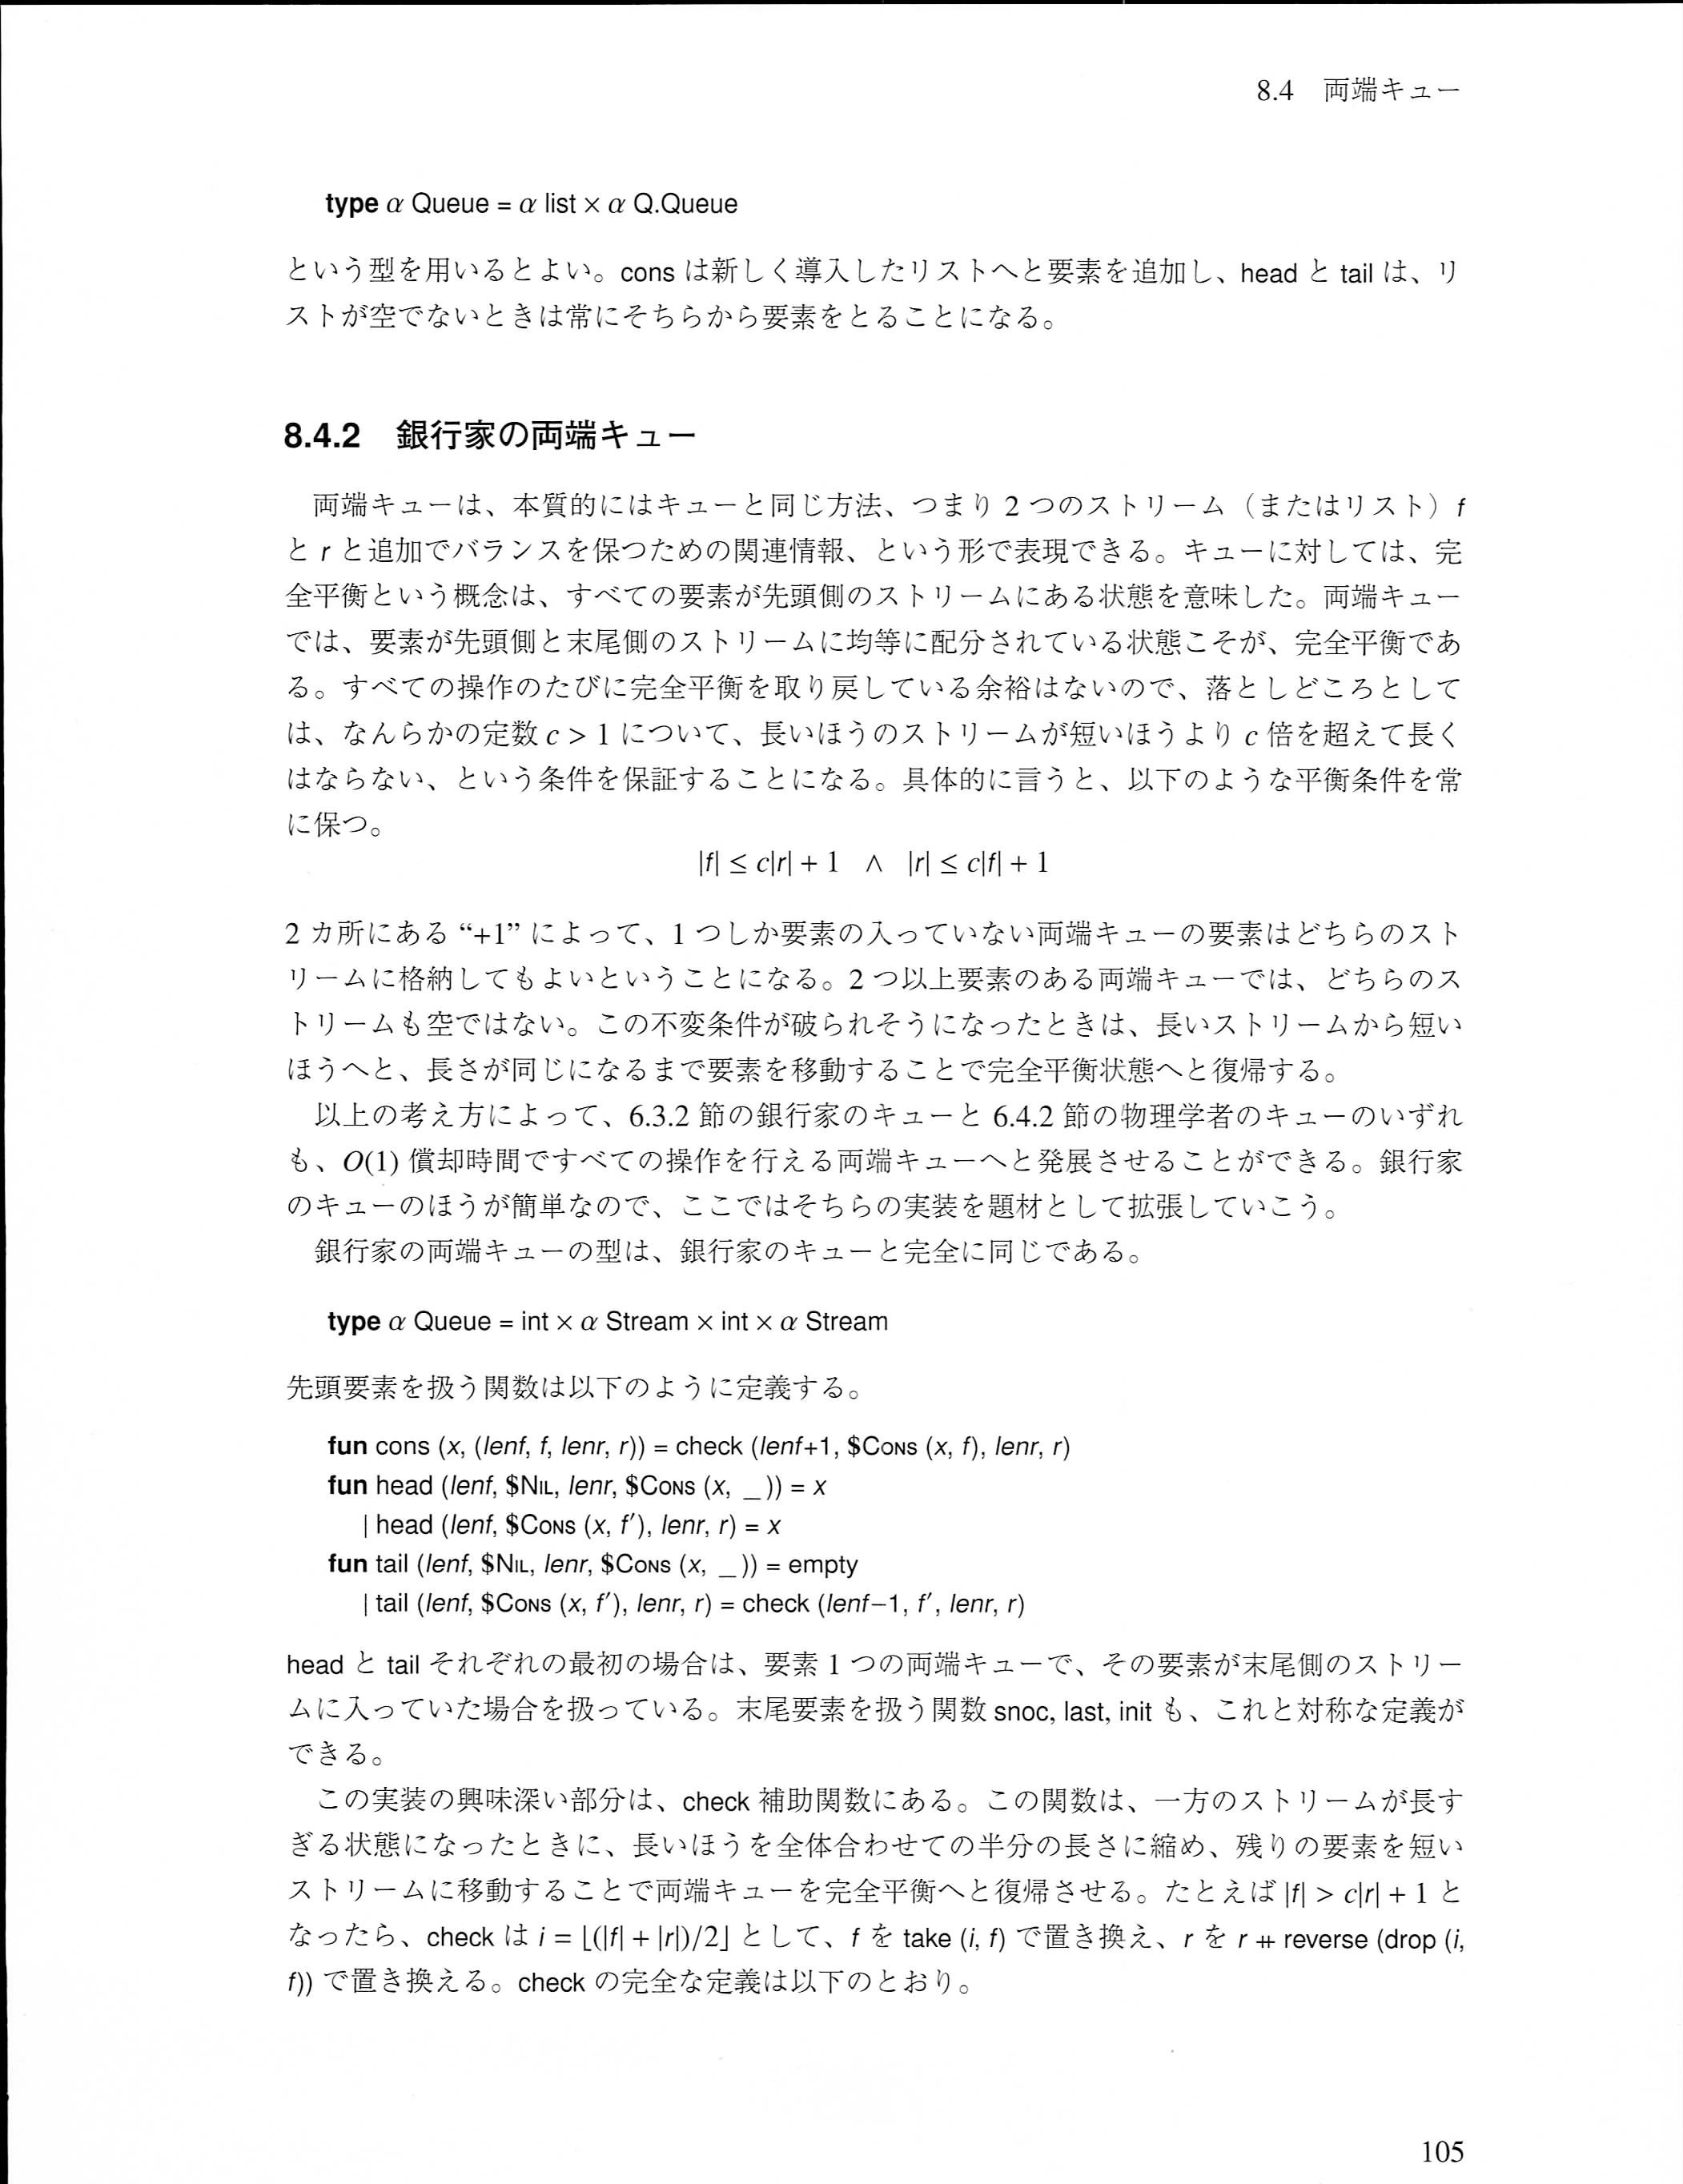 8.4　両端キュー
type α Queue = α list × α Q.Queue
という型を用いるとよい。cons は新しく導入したリストへと要素を追加し、head と tail は、リ
ストが空でないときは常にそちらから要素をとることになる。
8.4.2　銀行家の両端キュー
両端キューは、本質的にはキューと同じ方法、つまり 2 つのストリーム（またはリスト）f
と r と追加でバランスを保つための関連情報、という形で表現できる。キューに対しては、完
全平衡という概念は、すべての要素が先頭側のストリームにある状態を意味した。両端キュー
では、要素が先頭側と末尾側のストリームに均等に配分されている状態こそが、完全平衡であ
る。すべての操作のたびに完全平衡を取り戻している余裕はないので、落としどころとして
は、なんらかの定数 c > 1 について、長いほうのストリームが短いほうより c 倍を超えて長く
はならない、という条件を保証することになる。具体的に言うと、以下のような平衡条件を常
に保つ。
|f| ≤ c|r| + 1 ∧ |r| ≤ c|f| + 1
2 カ所にある “+1” によって、1 つしか要素の入っていない両端キューの要素はどちらのスト
リームに格納してもよいということになる。2 つ以上要素のある両端キューでは、どちらのス
トリームも空ではない。この不変条件が破られそうになったときは、長いストリームから短い
ほうへと、長さが同じになるまで要素を移動することで完全平衡状態へと復帰する。
以上の考え方によって、6.3.2 節の銀行家のキューと 6.4.2 節の物理学者のキューのいずれ
も、O(1) 償却時間ですべての操作を行える両端キューへと発展させることができる。銀行家
のキューのほうが簡単なので、ここではそちらの実装を題材として拡張していこう。
銀行家の両端キューの型は、銀行家のキューと完全に同じである。
type α Queue = int × α Stream × int × α Stream
先頭要素を扱う関数は以下のように定義する。
fun cons (x, (lenf, f, lenr, r)) = check (lenf+1, $CONS (x, f), lenr, r)
fun head (lenf, $NIL, lenr, $CONS (x, _)) = x
| head (lenf, $CONS (x, f′), lenr, r) = x
fun tail (lenf, $NIL, lenr, $CONS (x, _)) = empty
| tail (lenf, $CONS (x, f′), lenr, r) = check (lenf−1, f′, lenr, r)
head と tail それぞれの最初の場合は、要素 1 つの両端キューで、その要素が末尾側のストリー
ムに入っていた場合を扱っている。末尾要素を扱う関数 snoc, last, init も、これと対称な定義が
できる。
この実装の興味深い部分は、check 補助関数にある。この関数は、一方のストリームが長す
ぎる状態になったときに、長いほうを全体合わせての半分の長さに縮め、残りの要素を短い
ストリームに移動することで両端キューを完全平衡へと復帰させる。たとえば |f| > c|r| + 1 と
なったら、check は i = ⌊(|f| + |r|)/2⌋ として、f を take (i, f) で置き換え、r を r ⧺ reverse (drop (i,
f)) で置き換える。check の完全な定義は以下のとおり。
105